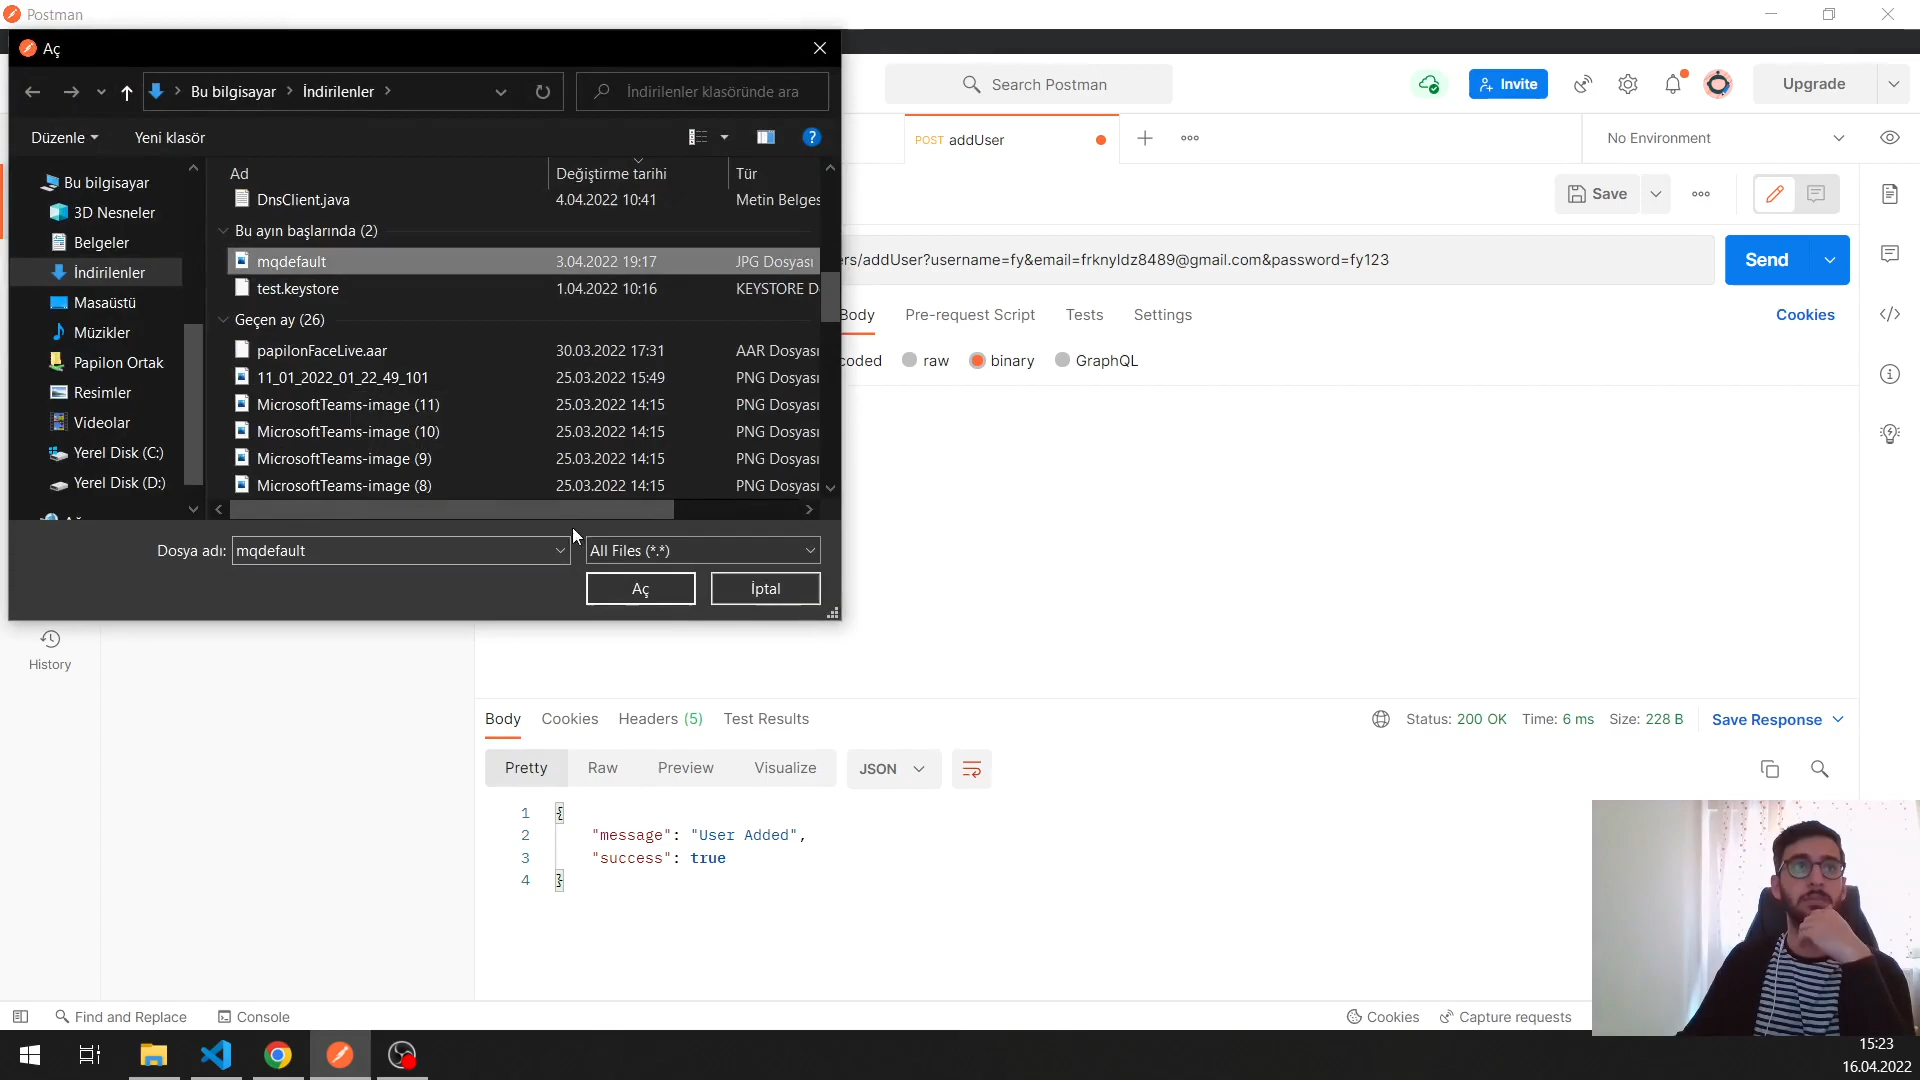 Postman
Aç
Bu bilgisayar
İndirilenler
İndirilenler klasöründe ara
Search Postman
Invite
Upgrade
Düzenle
Yeni klasör
POST addUser
No Environment
Bu bilgisayar
3D Nesneler
Belgeler
İndirilenler
Masaüstü
Müzikler
Papilon Ortak
Resimler
Videolar
Yerel Disk (C:)
Yerel Disk (D:)
Ad
Değiştirme tarihi
Tür
DnsClient.java
4.04.2022 10:41
Metin Belges
Bu ayın başlarında (2)
mqdefault
3.04.2022 19:17
JPG Dosyası
test.keystore
1.04.2022 10:16
KEYSTORE D
Geçen ay (26)
papilonFaceLive.aar
30.03.2022 17:31
AAR Dosyası
11_01_2022_01_22_49_101
25.03.2022 15:49
PNG Dosyası
MicrosoftTeams-image (11)
25.03.2022 14:15
PNG Dosyası
MicrosoftTeams-image (10)
25.03.2022 14:15
PNG Dosyası
MicrosoftTeams-image (9)
25.03.2022 14:15
PNG Dosyası
MicrosoftTeams-image (8)
25.03.2022 14:15
PNG Dosyası
Dosya adı:
mqdefault
All Files (*.*)
Aç
İptal
Save
ers/addUser?username=fy&email=frknyldz8489@gmail.com&password=fy123
Send
Body
Pre-request Script
Tests
Settings
Cookies
coded
raw
binary
GraphQL
History
Body
Cookies
Headers (5)
Test Results
Status: 200 OK
Time: 6 ms
Size: 228 B
Save Response
Pretty
Raw
Preview
Visualize
JSON
1 {
2 "message": "User Added",
3 "success": true
4 }
Find and Replace
Console
Cookies
Capture requests
15:23
16.04.2022